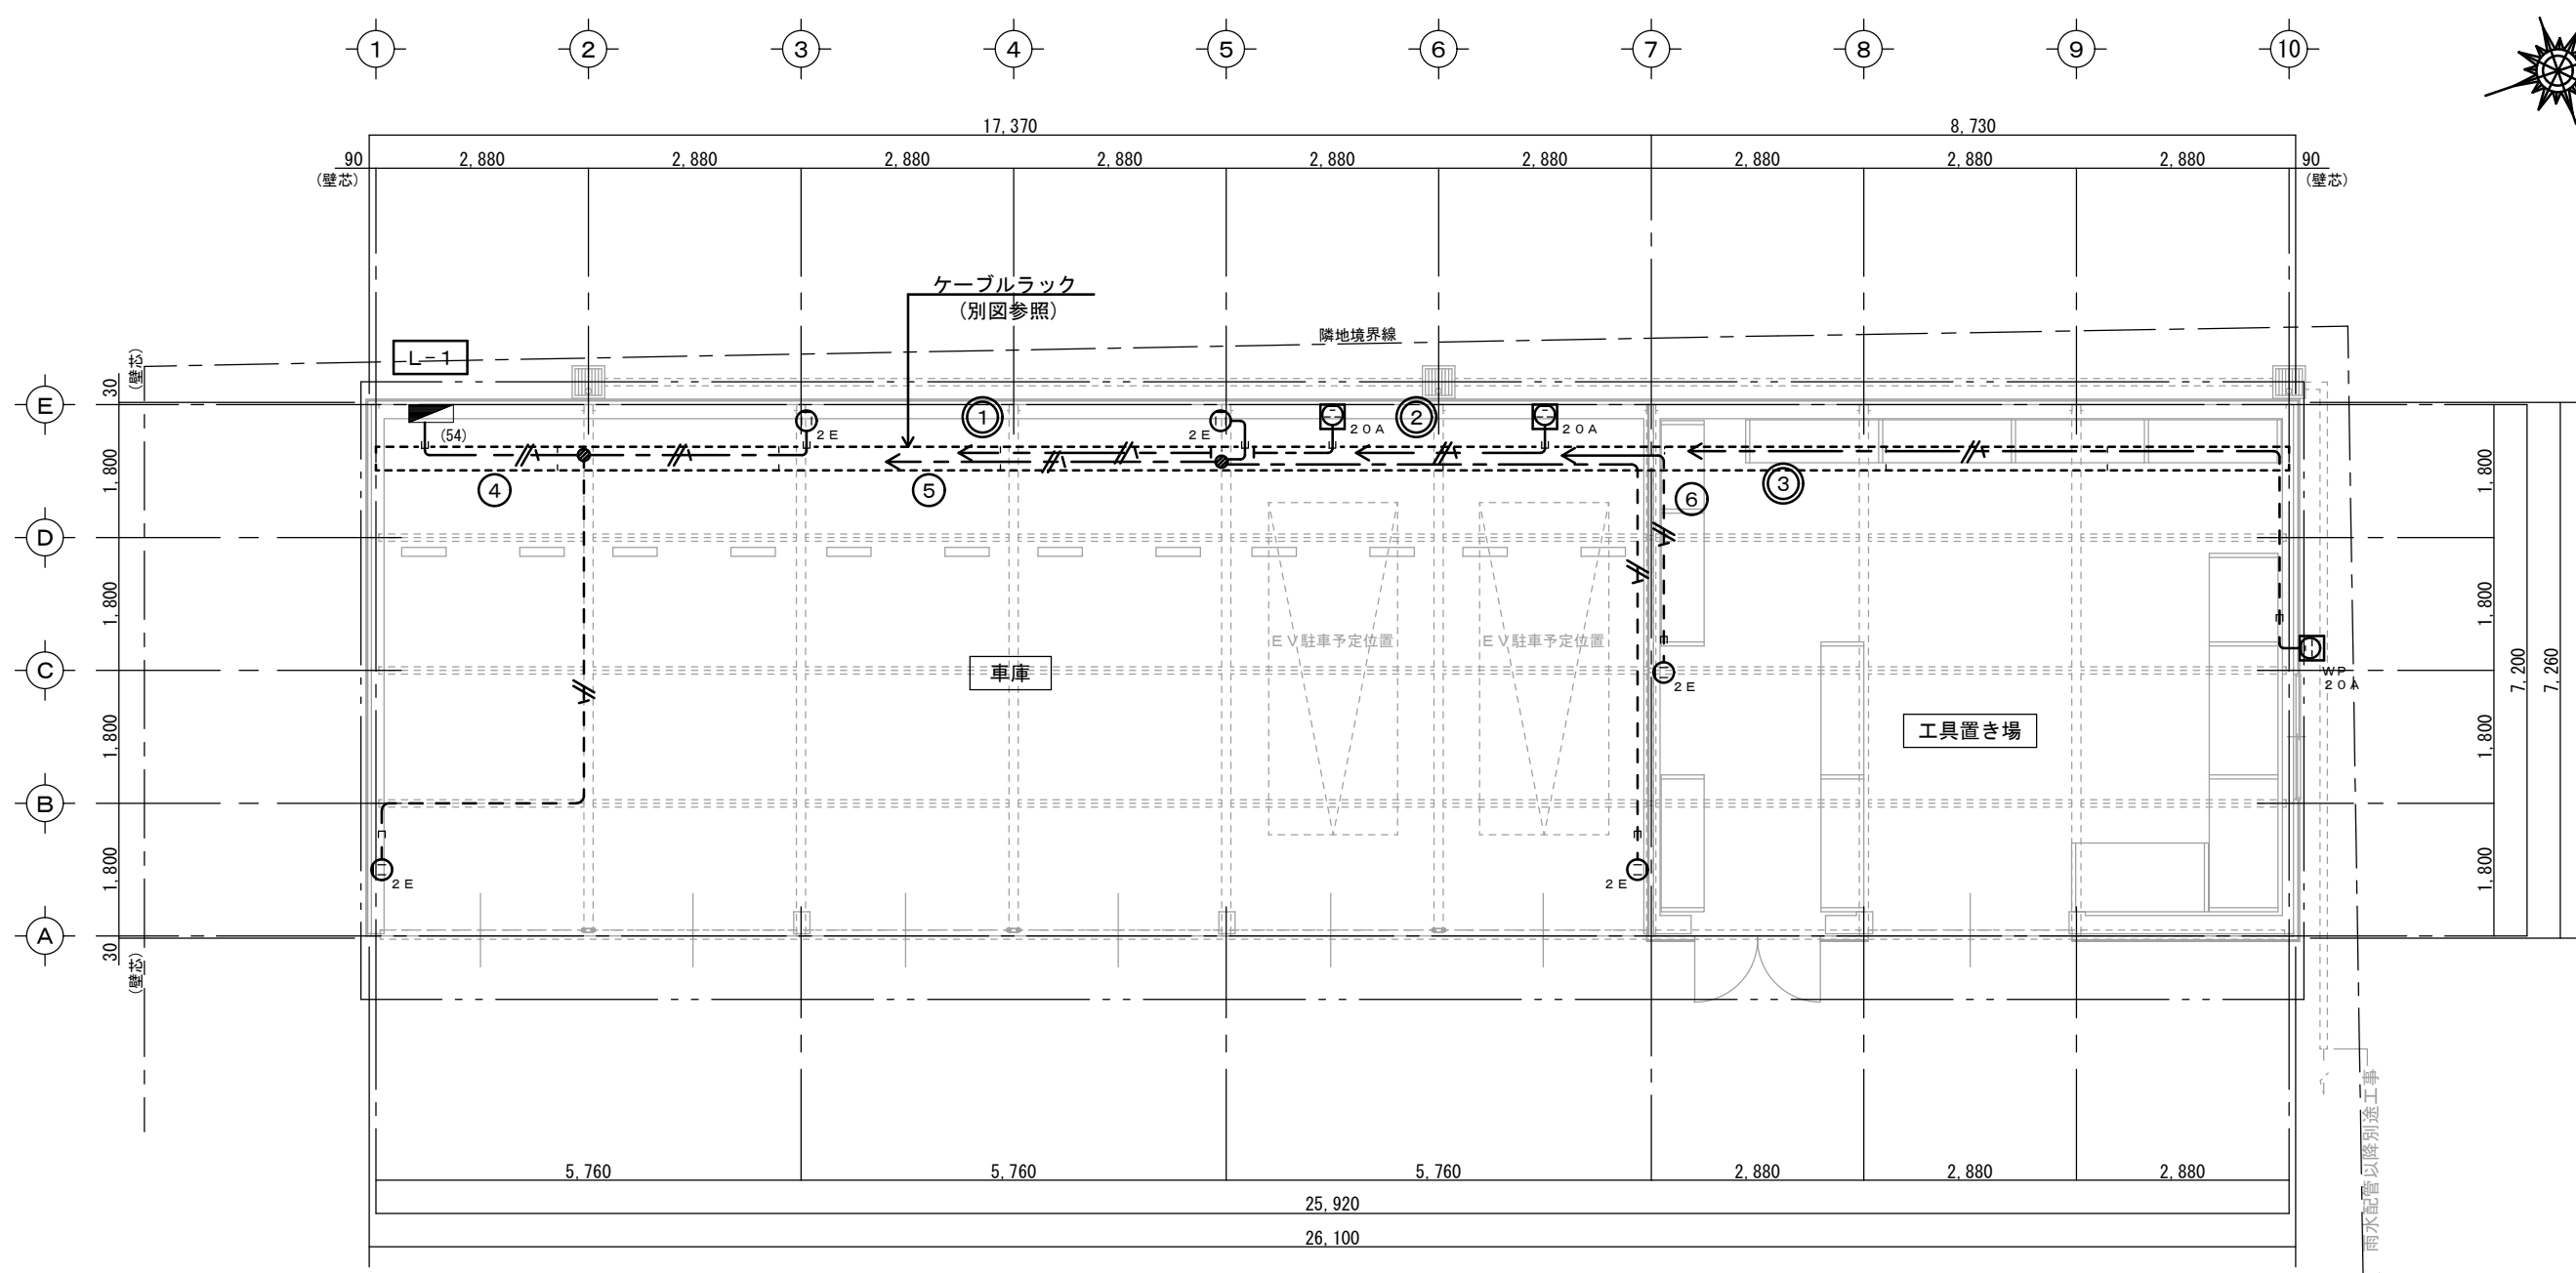 1 2 3 4 5 6 7 8 9 10
17,370 8,730
90 2,880 2,880 2,880 2,880 2,880 2,880 2,880 2,880 2,880 90
(壁芯) (壁芯)
ケーブルラック
(別図参照)
隣地境界線
L-1
(壁芯)
30
E
D
C
B
A
1,800
1,800
1,800
1,800
30
(壁芯)
(54)
2E
1
2E
20A
2
20A
4
5
6
3
EV駐車予定位置
EV駐車予定位置
車庫
2E
WP
20A
工具置き場
2E
2E
1,800
1,800
1,800
1,800
7,200
7,260
雨水配管以降別途工事
5,760 5,760 5,760 2,880 2,880 2,880
25,920
26,100